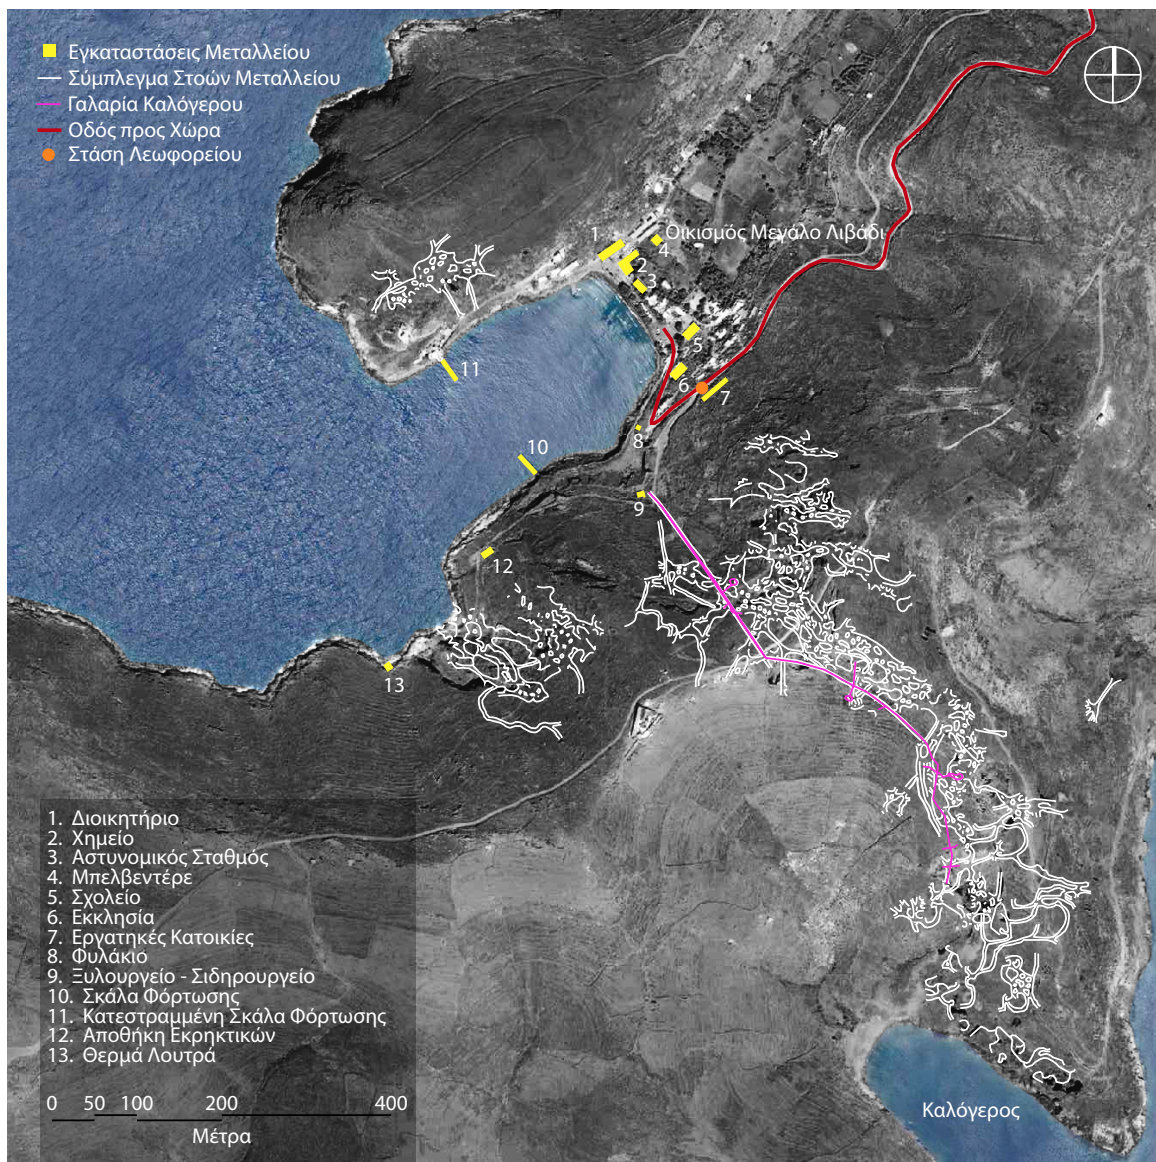 Εγκαταστάσεις Μεταλλείου
Σύμπλεγμα Στοών Μεταλλείου
Γαλαρία Καλόγερου
Οδός προς Χώρα
Στάση Λεωφορείου
Οικισμός Μεγάλο Λιβάδι
1
4
2
3
5
6
7
11
8
10
9
12
13
1. Διοικητήριο
2. Χημείο
3. Αστυνομικός Σταθμός
4. Μπελβεντέρε
5. Σχολείο
6. Εκκλησία
7. Εργατηκές Κατοικίες
8. Φυλάκιο
9. Ξυλουργείο - Σιδηρουργείο
10. Σκάλα Φόρτωσης
11. Κατεστραμμένη Σκάλα Φόρτωσης
12. Αποθήκη Εκρηκτικών
13. Θερμά Λουτρά
0 50 100 200 400
Μέτρα
Καλόγερος